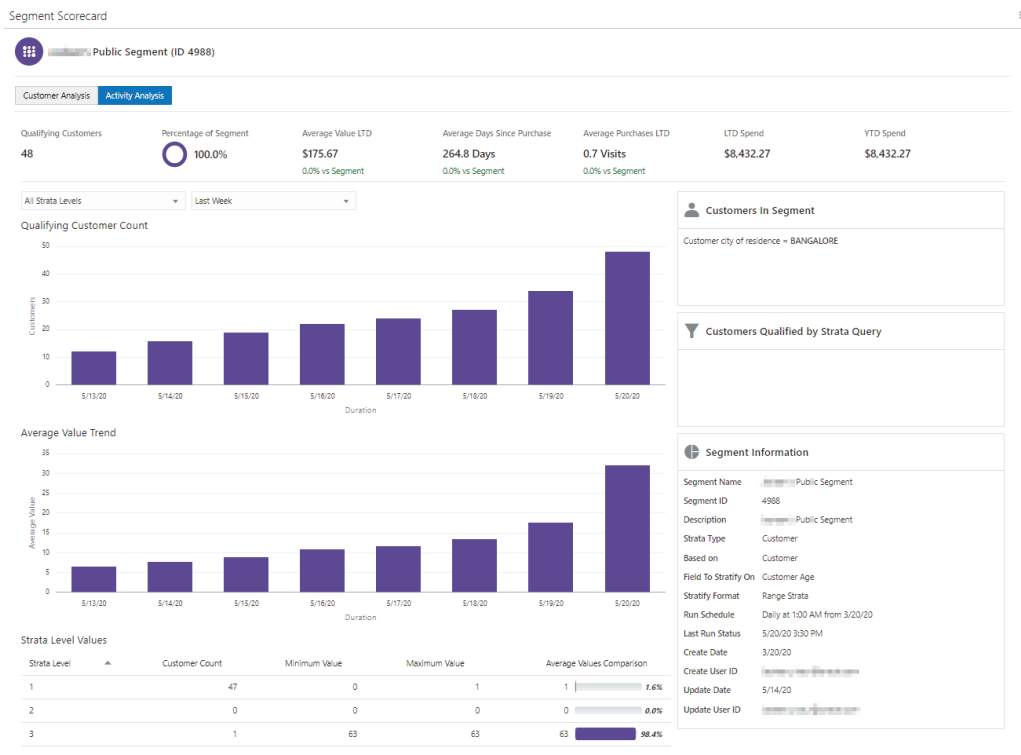 Segment Scorecard
Public Segment (ID 4988)
Customer Analysis Activity Analysis
Qualifying Customers Percentage of Segment Average Value LTD Average Days Since Purchase Average Purchases LTD LTD Spend YTD Spend
48 100.0% $175.67 264.8 Days 0.7 Visits $8,432.27 $8,432.27
0.0% vs Segment 0.0% vs Segment 0.0% vs Segment
All Strata Levels Last Week
Qualifying Customer Count
50
40
30
20
10
0
Customers
5/13/20 5/14/20 5/15/20 5/16/20 5/17/20 5/18/20 5/19/20 5/20/20
Duration
Average Value Trend
35
30
25
20
15
10
5
0
Average Value
5/13/20 5/14/20 5/15/20 5/16/20 5/17/20 5/18/20 5/19/20 5/20/20
Duration
Strata Level Values
Strata Level Customer Count Minimum Value Maximum Value Average Values Comparison
1 47 0 1 1 1.6%
2 0 0 0 0 0.0%
3 1 63 63 63 98.4%
Customers In Segment
Customer city of residence = BANGALORE
Customers Qualified by Strata Query
Segment Information
Segment Name Public Segment
Segment ID 4988
Description Public Segment
Strata Type Customer
Based on Customer
Field To Stratify On Customer Age
Stratify Format Range Strata
Run Schedule Daily at 1:00 AM from 3/20/20
Last Run Status 5/20/20 3:30 PM
Create Date 3/20/20
Create User ID
Update Date 5/14/20
Update User ID